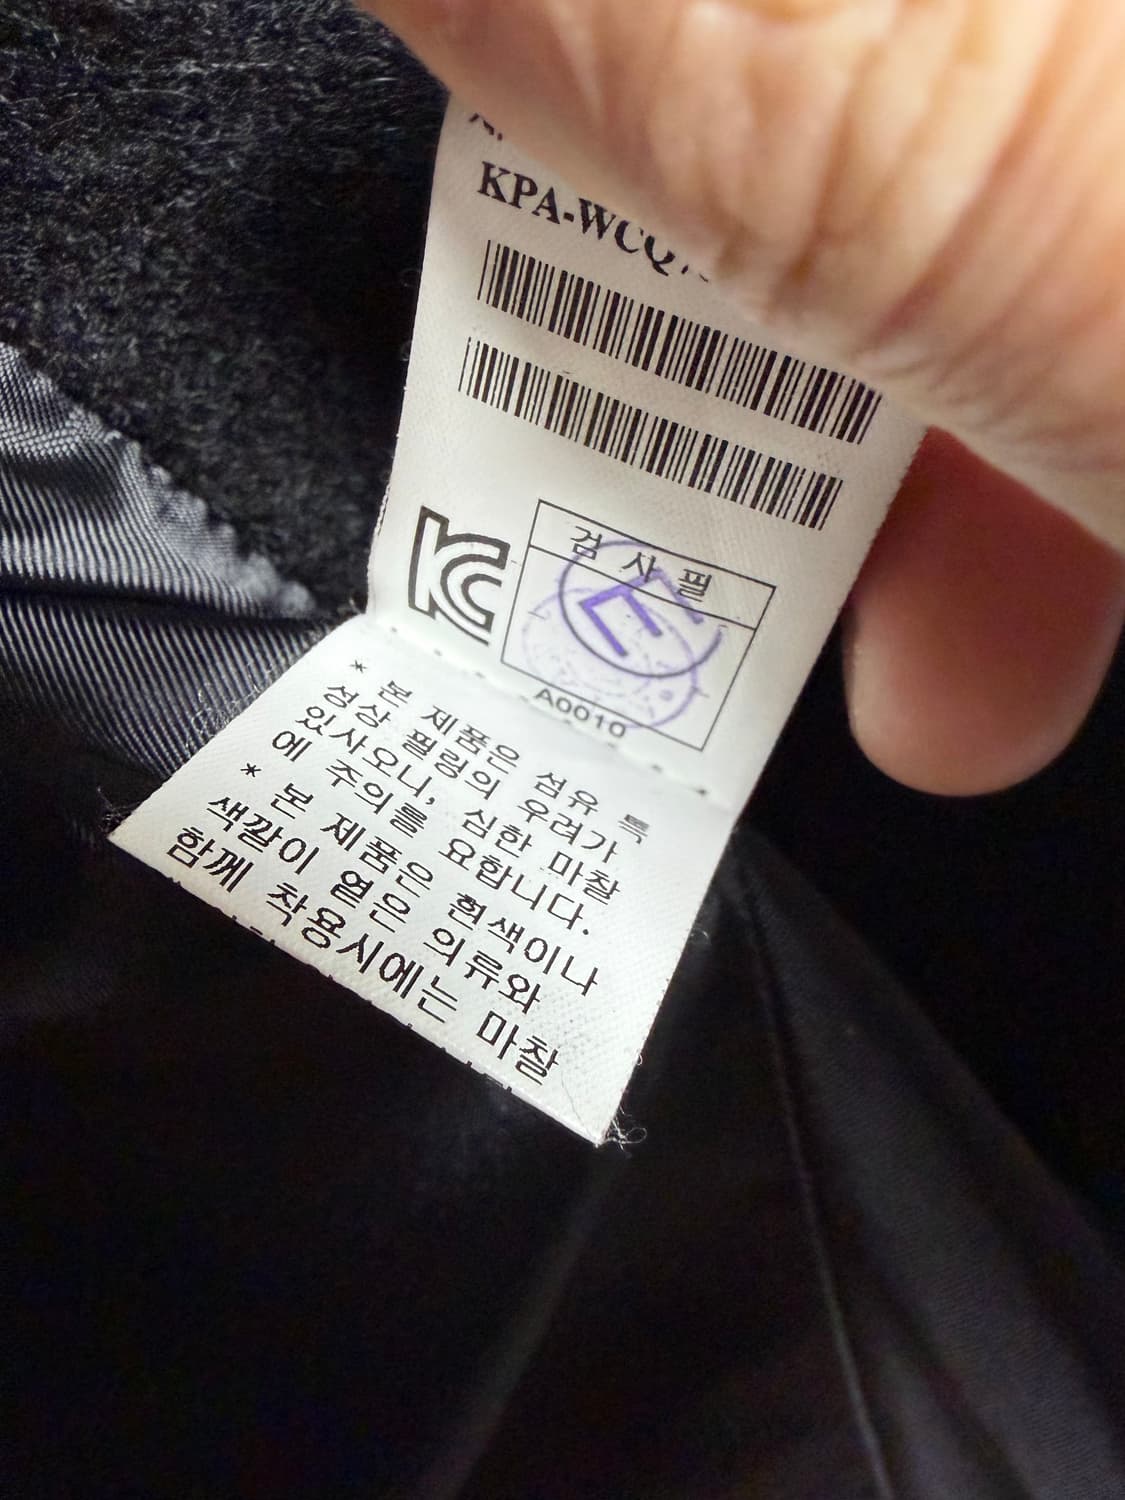 KPA-WCQ
KC
검사필
E
A0010
* 본 제품은 섬유 특
성상 필링의 우려가
있사오니, 심한 마찰
에 주의를 요합니다.
* 본 제품은 흰색이나
색깔이 옅은 의류와
함께 착용시에는 마찰